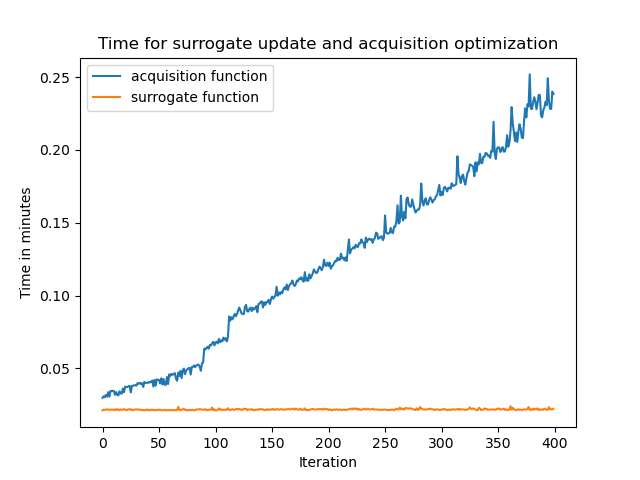 Time for surrogate update and acquisition optimization
acquisition function
surrogate function
Time in minutes
0.25
0.20
0.15
0.10
0.05
0 50 100 150 200 250 300 350 400
Iteration